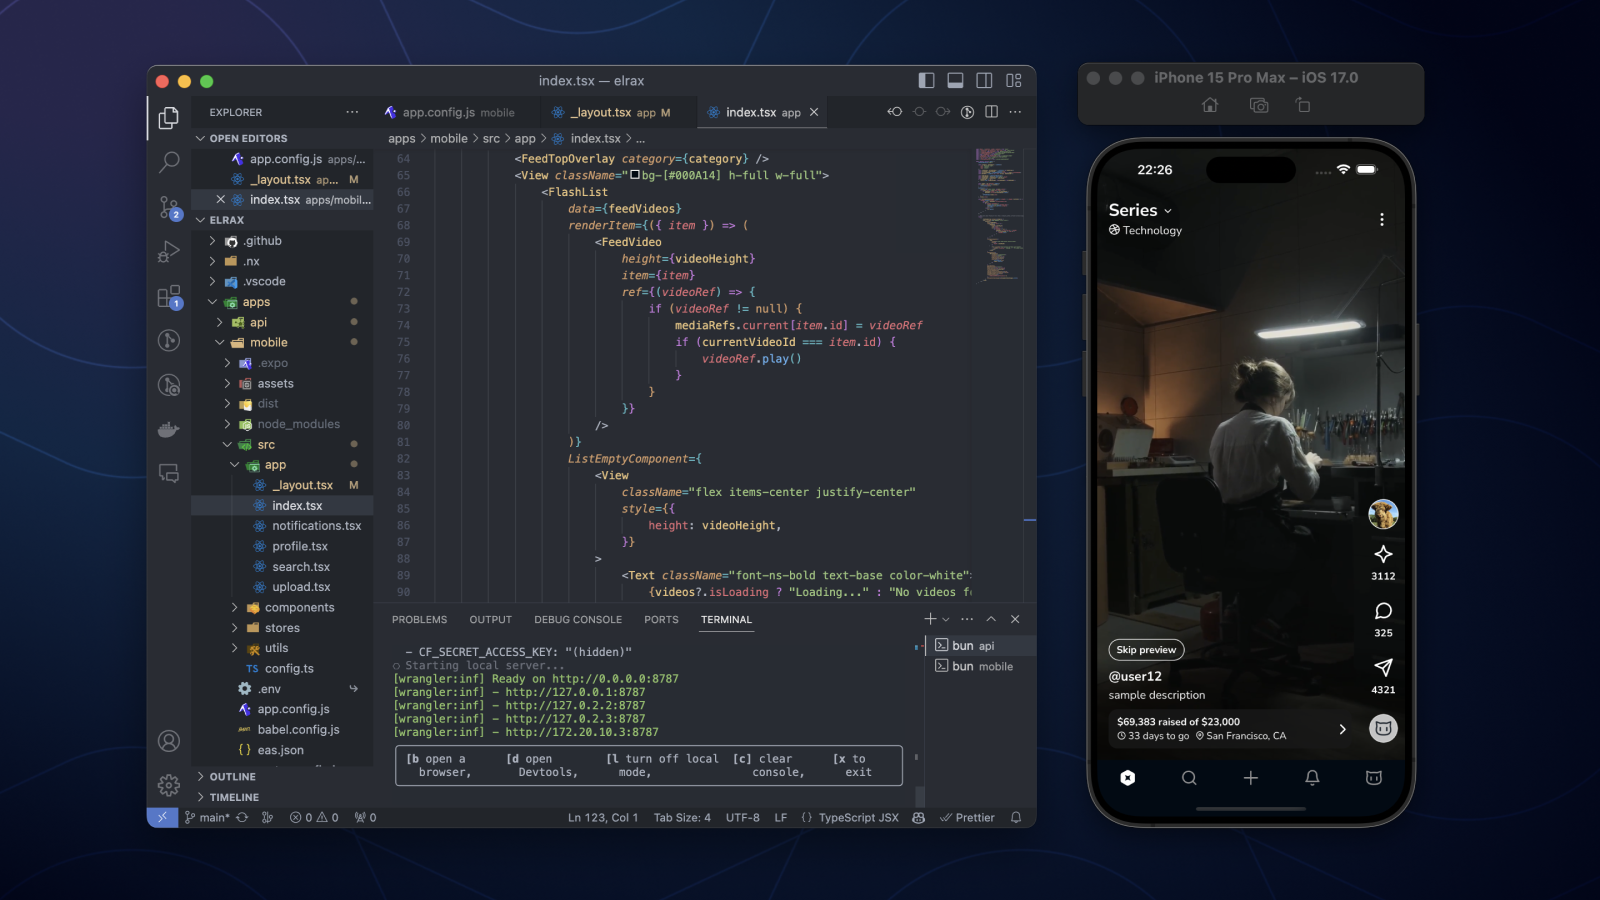 index.tsx — elrax
EXPLORER
OPEN EDITORS
app.config.js apps/...
_layout.tsx ap... M
index.tsx apps/mobil...
ELRAX
.github
.nx
.vscode
apps
api
mobile
.expo
assets
dist
node_modules
src
app
_layout.tsx M
index.tsx
notifications.tsx
profile.tsx
search.tsx
upload.tsx
components
stores
utils
TS config.ts
.env
app.config.js
babel.config.js
eas.json
OUTLINE
TIMELINE
2
1
app.config.js mobile
_layout.tsx app M
index.tsx app
apps > mobile > src > app > index.tsx > ...
64 <FeedTopOverlay category={category} />
65 <View className="bg-[#000A14] h-full w-full">
66 <FlashList
67 data={feedVideos}
68 renderItem={({ item }) => (
69 <FeedVideo
70 height={videoHeight}
71 item={item}
72 ref={(videoRef) => {
73 if (videoRef != null) {
74 mediaRefs.current[item.id] = videoRef
75 if (currentVideoId === item.id) {
76 videoRef.play()
77 }
78 }
79 }}
80 />
81 )}
82 ListEmptyComponent={
83 <View
84 className="flex items-center justify-center"
85 style={{
86 height: videoHeight,
87 }}
88 >
89 <Text className="font-ns-bold text-base color-white">
90 {videos?.isLoading ? "Loading..." : "No videos f
PROBLEMS OUTPUT DEBUG CONSOLE PORTS TERMINAL
- CF_SECRET_ACCESS_KEY: "(hidden)"
Starting local server...
[wrangler:inf] Ready on http://0.0.0.0:8787
[wrangler:inf] - http://127.0.0.1:8787
[wrangler:inf] - http://127.0.2.2:8787
[wrangler:inf] - http://127.0.2.3:8787
[wrangler:inf] - http://172.20.10.3:8787
[b open a [d open [l turn off local [c] clear [x to
browser, Devtools, mode, console, exit
bun api
bun mobile
main* 0 0 0 Ln 123, Col 1 Tab Size: 4 UTF-8 LF {} TypeScript JSX Prettier
iPhone 15 Pro Max – iOS 17.0
22:26
Series
Technology
3112
325
4321
Skip preview
@user12
sample description
$69,383 raised of $23,000
33 days to go San Francisco, CA